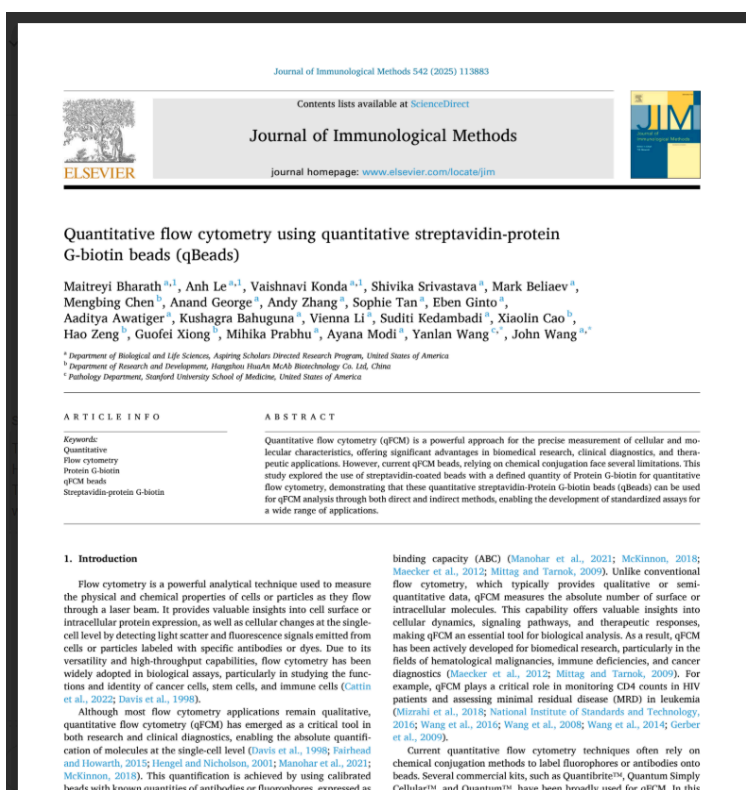 Journal of Immunological Methods 542 (2025) 113883
Contents lists available at ScienceDirect
Journal of Immunological Methods
journal homepage: www.elsevier.com/locate/jim
ELSEVIER
JIM
Quantitative flow cytometry using quantitative streptavidin-protein
G-biotin beads (qBeads)
Maitreyi Bharath a,1, Anh Le a,1, Vaishnavi Konda a,1, Shivika Srivastava a, Mark Beliaev a,
Mengbing Chen b, Anand George a, Andy Zhang a, Sophie Tan a, Eben Ginto a,
Aaditya Awatiger a, Kushagra Bahuguna a, Vienna Li a, Suditi Kedambadi a, Xiaolin Cao b,
Hao Zeng b, Guofei Xiong b, Mihika Prabhu a, Ayana Modi a, Yanlan Wang c,*, John Wang a,*
a Department of Biological and Life Sciences, Aspiring Scholars Directed Research Program, United States of America
b Department of Research and Development, Hangzhou HuaAn McAb Biotechnology Co. Ltd, China
c Pathology Department, Stanford University School of Medicine, United States of America
ARTICLE INFO
Keywords:
Quantitative
Flow cytometry
Protein G-biotin
qFCM beads
Streptavidin-protein G-biotin
ABSTRACT
Quantitative flow cytometry (qFCM) is a powerful approach for the precise measurement of cellular and mo-
lecular characteristics, offering significant advantages in biomedical research, clinical diagnostics, and thera-
peutic applications. However, current qFCM beads, relying on chemical conjugation face several limitations. This
study explored the use of streptavidin-coated beads with a defined quantity of Protein G-biotin for quantitative
flow cytometry, demonstrating that these quantitative streptavidin-Protein G-biotin beads (qBeads) can be used
for qFCM analysis through both direct and indirect methods, enabling the development of standardized assays for
a wide range of applications.
1. Introduction
Flow cytometry is a powerful analytical technique used to measure
the physical and chemical properties of cells or particles as they flow
through a laser beam. It provides valuable insights into cell surface or
intracellular protein expression, as well as cellular changes at the single-
cell level by detecting light scatter and fluorescence signals emitted from
cells or particles labeled with specific antibodies or dyes. Due to its
versatility and high-throughput capabilities, flow cytometry has been
widely adopted in biological assays, particularly in studying the func-
tions and identity of cancer cells, stem cells, and immune cells (Cattin
et al., 2022; Davis et al., 1998).
Although most flow cytometry applications remain qualitative,
quantitative flow cytometry (qFCM) has emerged as a critical tool in
both research and clinical diagnostics, enabling the absolute quantifi-
cation of molecules at the single-cell level (Davis et al., 1998; Fairhead
and Howarth, 2015; Hengel and Nicholson, 2001; Manohar et al., 2021;
McKinnon, 2018). This quantification is achieved by using calibrated
beads with known quantities of antibodies or fluorophores, expressed as
binding capacity (ABC) (Manohar et al., 2021; McKinnon, 2018;
Maecker et al., 2012; Mittag and Tarnok, 2009). Unlike conventional
flow cytometry, which typically provides qualitative or semi-
quantitative data, qFCM measures the absolute number of surface or
intracellular molecules. This capability offers valuable insights into
cellular dynamics, signaling pathways, and therapeutic responses,
making qFCM an essential tool for biological analysis. As a result, qFCM
has been actively developed for biomedical research, particularly in the
fields of hematological malignancies, immune deficiencies, and cancer
diagnostics (Maecker et al., 2012; Mittag and Tarnok, 2009). For
example, qFCM plays a critical role in monitoring CD4 counts in HIV
patients and assessing minimal residual disease (MRD) in leukemia
(Mizrahi et al., 2018; National Institute of Standards and Technology,
2016; Wang et al., 2016; Wang et al., 2008; Wang et al., 2014; Gerber
et al., 2009).
Current quantitative flow cytometry techniques often rely on
chemical conjugation methods to label fluorophores or antibodies onto
beads. Several commercial kits, such as Quantibrite™, Quantum Simply
Cellular™, and Quantum™, have been broadly used for qFCM. In this